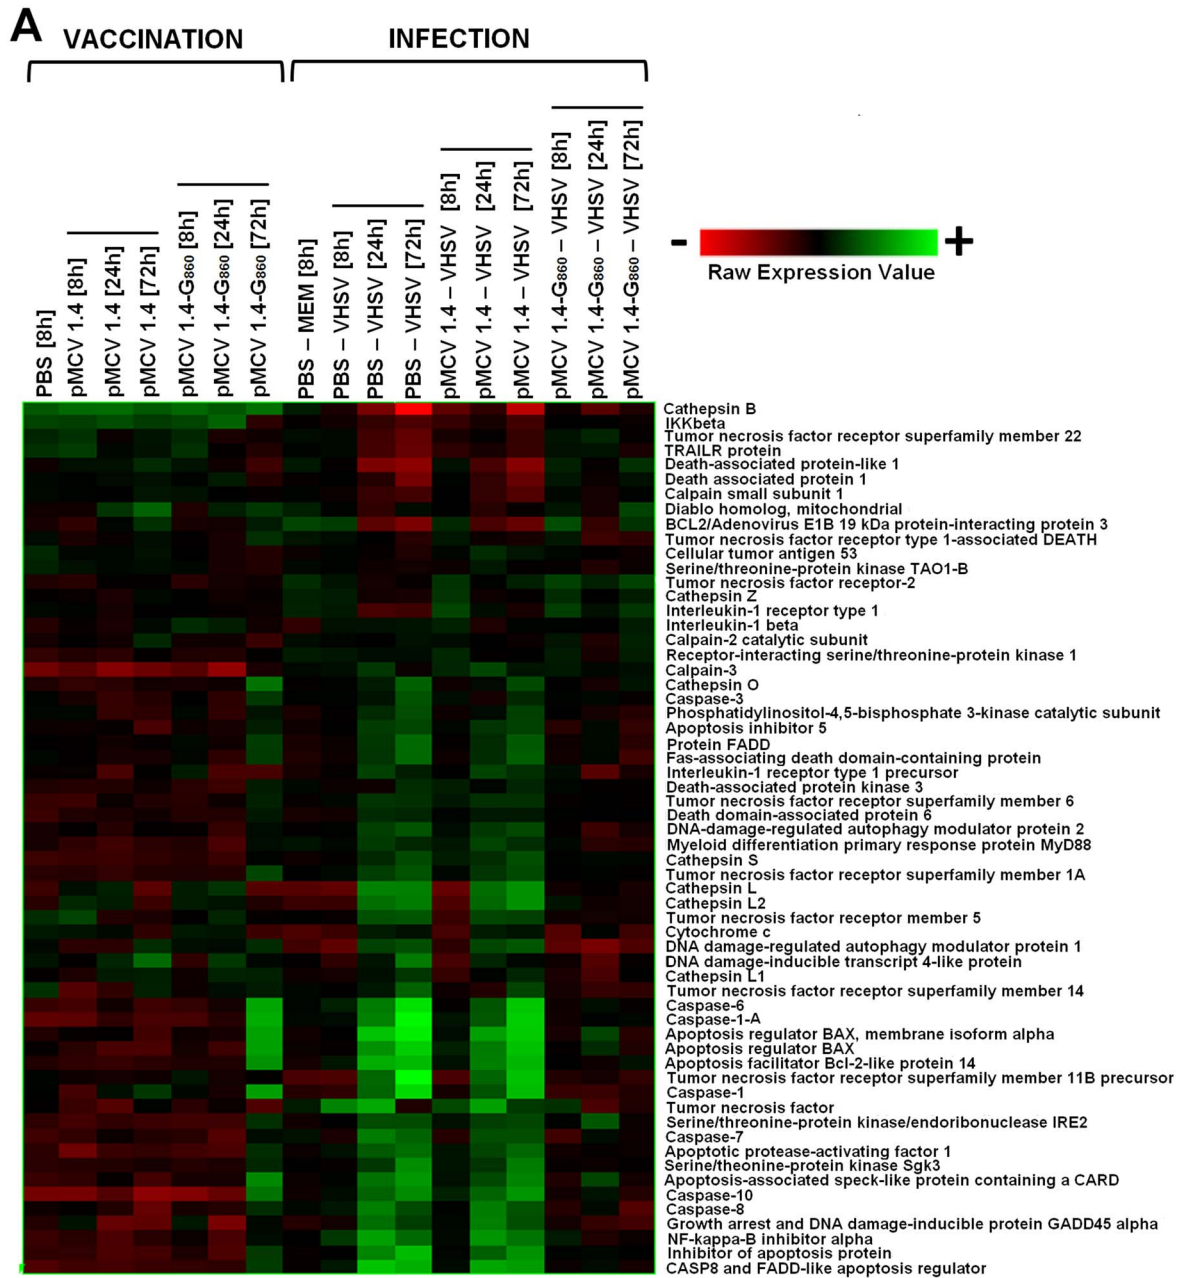 A
VACCINATION
INFECTION
PBS [8h]
pMCV 1.4 [8h]
pMCV 1.4 [24h]
pMCV 1.4 [72h]
pMCV 1.4-G860 [8h]
pMCV 1.4-G860 [24h]
pMCV 1.4-G860 [72h]
PBS – MEM [8h]
PBS – VHSV [8h]
PBS – VHSV [24h]
PBS – VHSV [72h]
pMCV 1.4 – VHSV [8h]
pMCV 1.4 – VHSV [24h]
pMCV 1.4 – VHSV [72h]
pMCV 1.4-G860 – VHSV [8h]
pMCV 1.4-G860 – VHSV [24h]
pMCV 1.4-G860 – VHSV [72h]
- +
Raw Expression Value
Cathepsin B
IKKbeta
Tumor necrosis factor receptor superfamily member 22
TRAILR protein
Death-associated protein-like 1
Death associated protein 1
Calpain small subunit 1
Diablo homolog, mitochondrial
BCL2/Adenovirus E1B 19 kDa protein-interacting protein 3
Tumor necrosis factor receptor type 1-associated DEATH
Cellular tumor antigen 53
Serine/threonine-protein kinase TAO1-B
Tumor necrosis factor receptor-2
Cathepsin Z
Interleukin-1 receptor type 1
Interleukin-1 beta
Calpain-2 catalytic subunit
Receptor-interacting serine/threonine-protein kinase 1
Calpain-3
Cathepsin O
Caspase-3
Phosphatidylinositol-4,5-bisphosphate 3-kinase catalytic subunit
Apoptosis inhibitor 5
Protein FADD
Fas-associating death domain-containing protein
Interleukin-1 receptor type 1 precursor
Death-associated protein kinase 3
Tumor necrosis factor receptor superfamily member 6
Death domain-associated protein 6
DNA-damage-regulated autophagy modulator protein 2
Myeloid differentiation primary response protein MyD88
Cathepsin S
Tumor necrosis factor receptor superfamily member 1A
Cathepsin L
Cathepsin L2
Tumor necrosis factor receptor member 5
Cytochrome c
DNA damage-regulated autophagy modulator protein 1
DNA damage-inducible transcript 4-like protein
Cathepsin L1
Tumor necrosis factor receptor superfamily member 14
Caspase-6
Caspase-1-A
Apoptosis regulator BAX, membrane isoform alpha
Apoptosis regulator BAX
Apoptosis facilitator Bcl-2-like protein 14
Tumor necrosis factor receptor superfamily member 11B precursor
Caspase-1
Tumor necrosis factor
Serine/threonine-protein kinase/endoribonuclease IRE2
Caspase-7
Apoptotic protease-activating factor 1
Serine/theonine-protein kinase Sgk3
Apoptosis-associated speck-like protein containing a CARD
Caspase-10
Caspase-8
Growth arrest and DNA damage-inducible protein GADD45 alpha
NF-kappa-B inhibitor alpha
Inhibitor of apoptosis protein
CASP8 and FADD-like apoptosis regulator